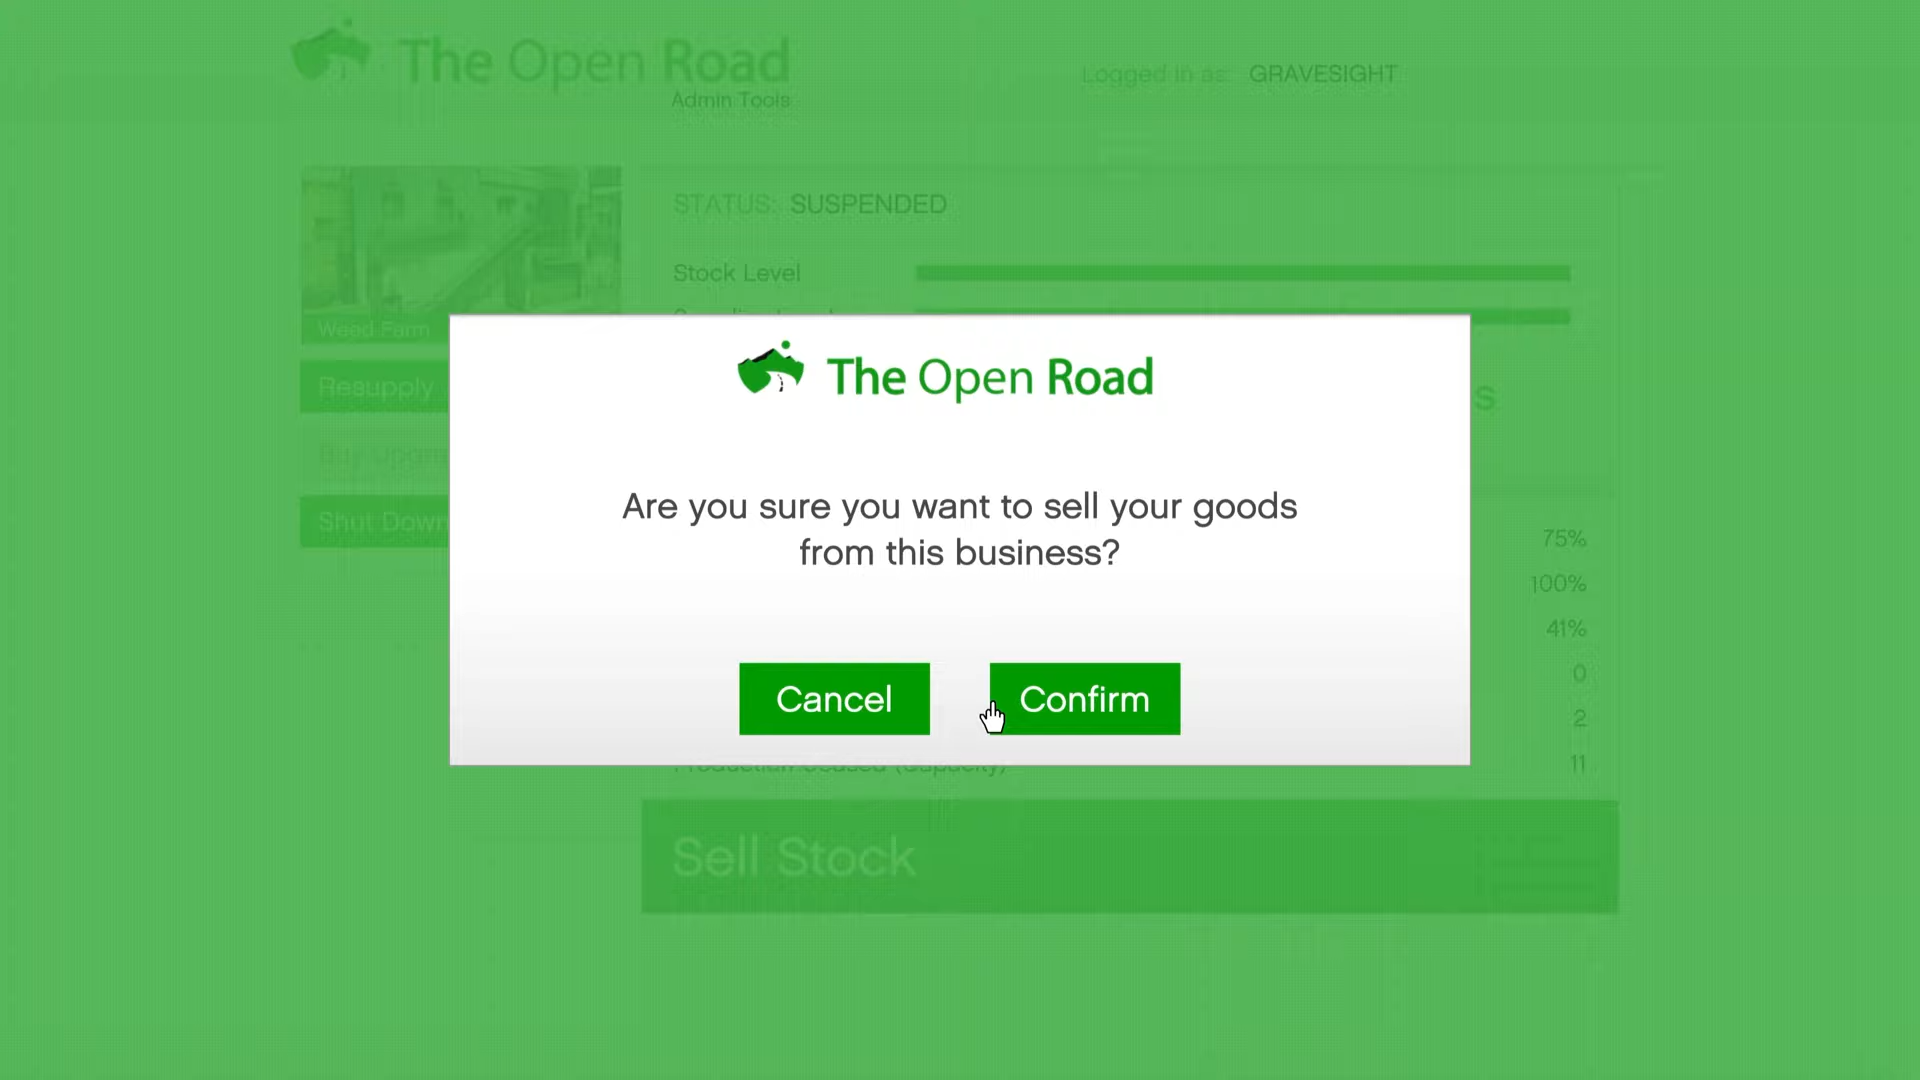 The Open Road
Admin Tools
Logged in as: GRAVESIGHT
STATUS: SUSPENDED
Stock Level
Weed Farm
Resupply
Shut Down
The Open Road
Are you sure you want to sell your goods
from this business?
Cancel
Confirm
75%
100%
41%
0
2
11
Sell Stock